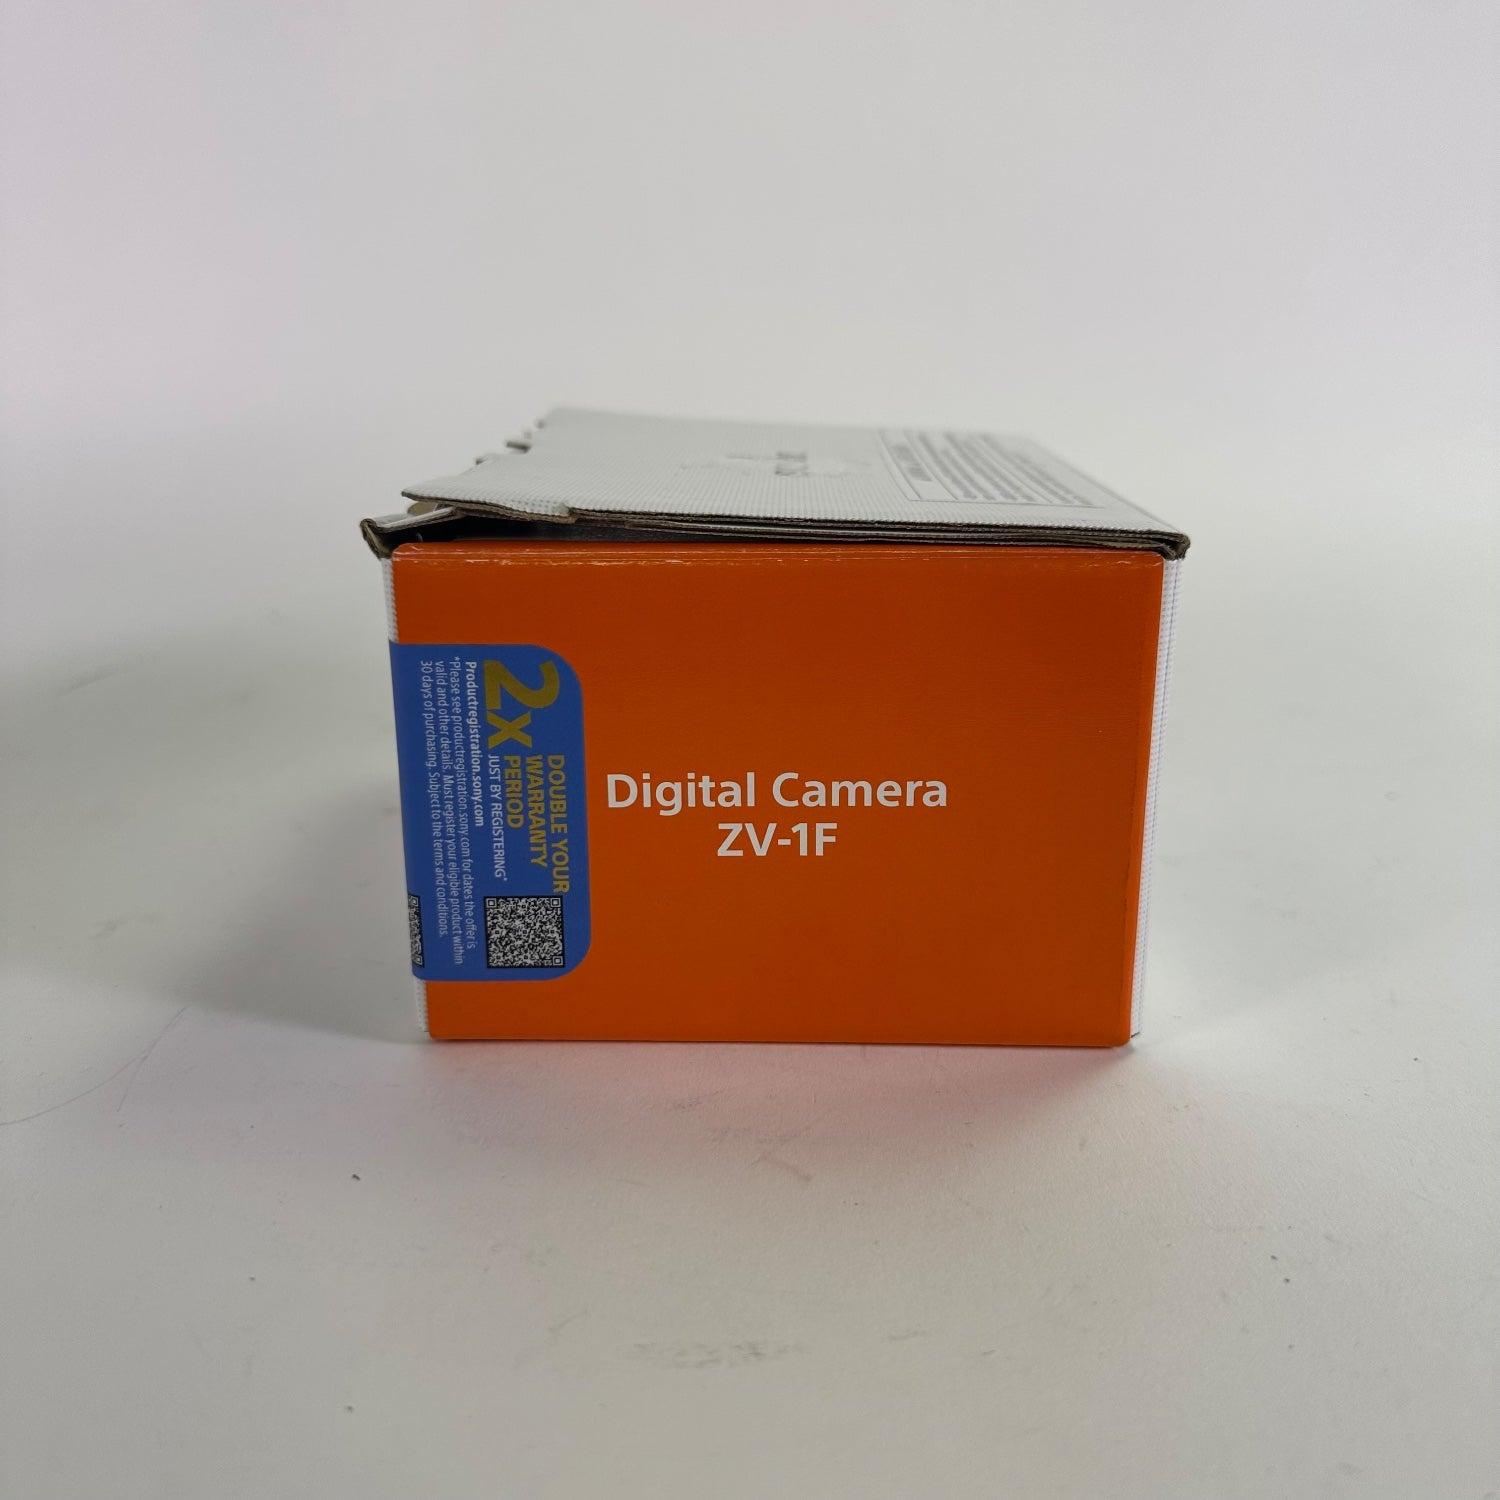 Digital Camera
ZV-1F
2x
DOUBLE YOUR
WARRANTY
PERIOD
JUST BY REGISTERING*
Productregistration.sony.com
*Please see productregistration.sony.com for dates the offer is
valid and other details. Must register your eligible product within
30 days of purchasing. Subject to the terms and conditions.